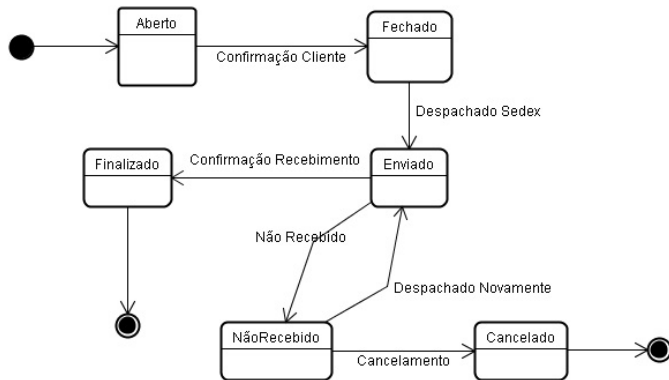 Aberto
Fechado
Confirmação Cliente
Despachado Sedex
Finalizado
Confirmação Recebimento
Enviado
Não Recebido
Despachado Novamente
NãoRecebido
Cancelado
Cancelamento